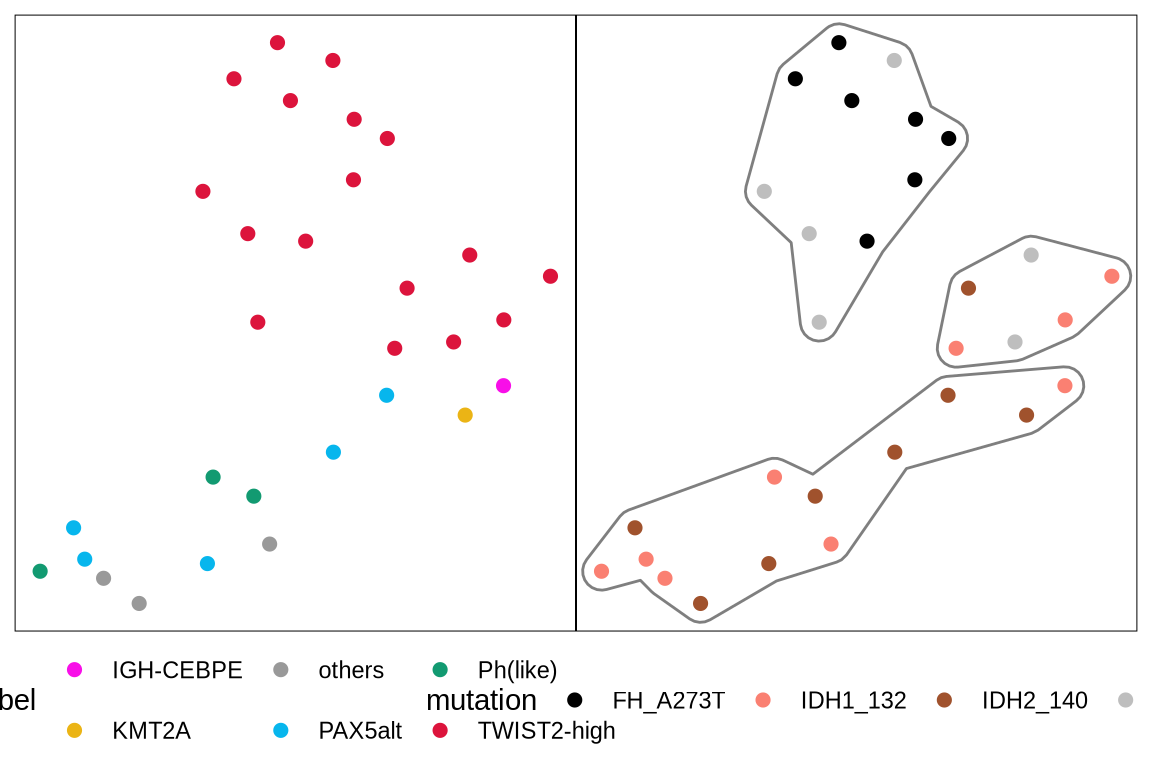 IGH-CEBPE others Ph(like)
bel mutation FH_A273T IDH1_132 IDH2_140
KMT2A PAX5alt TWIST2-high